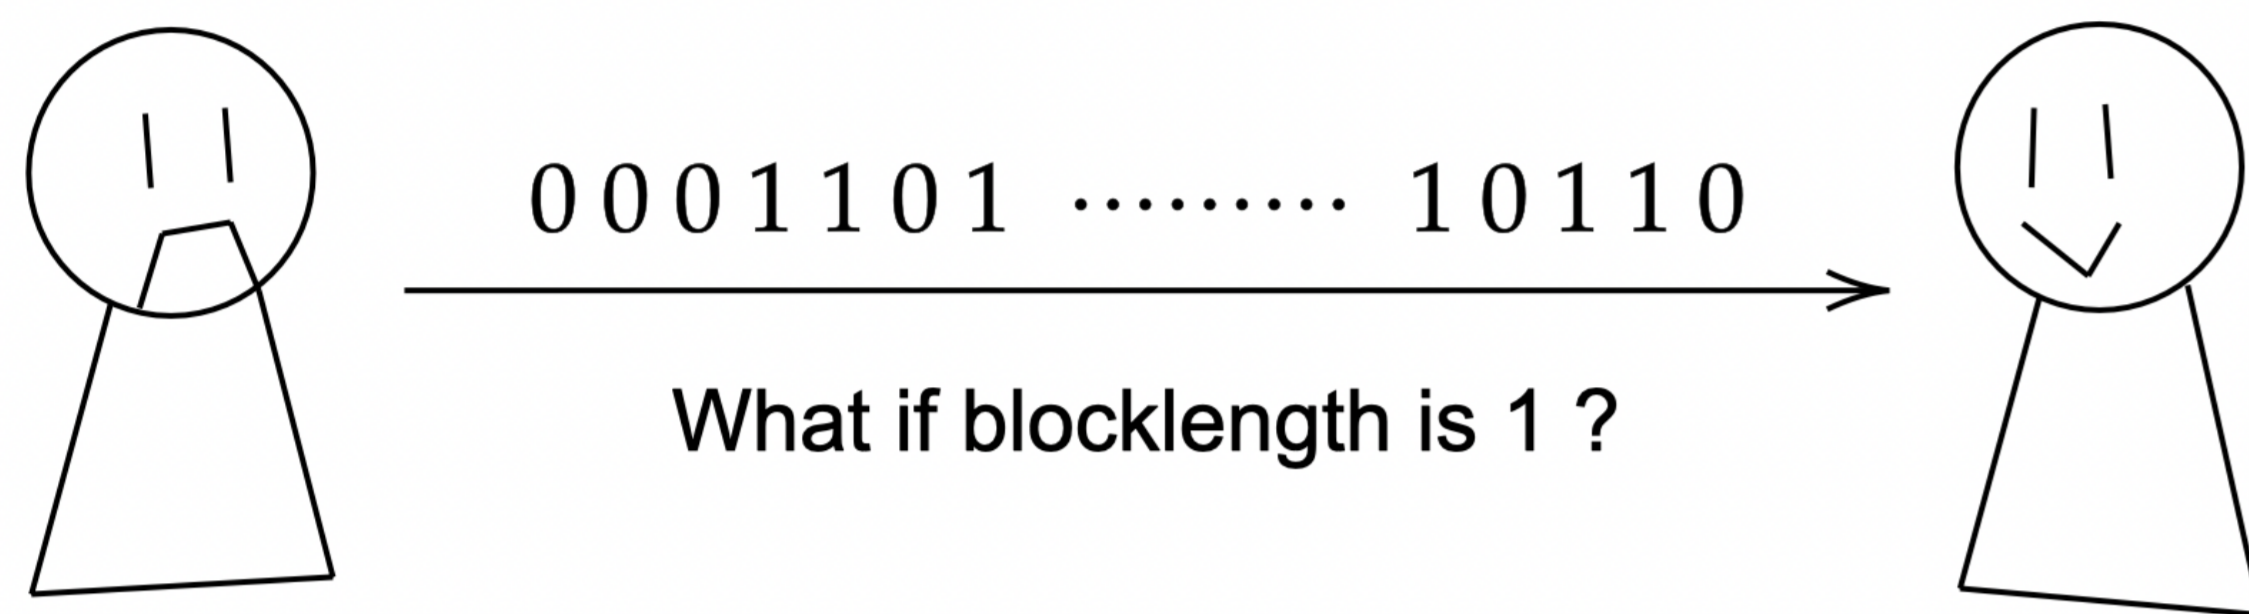 0 0 0 1 1 0 1 ········· 1 0 1 1 0
What if blocklength is 1 ?